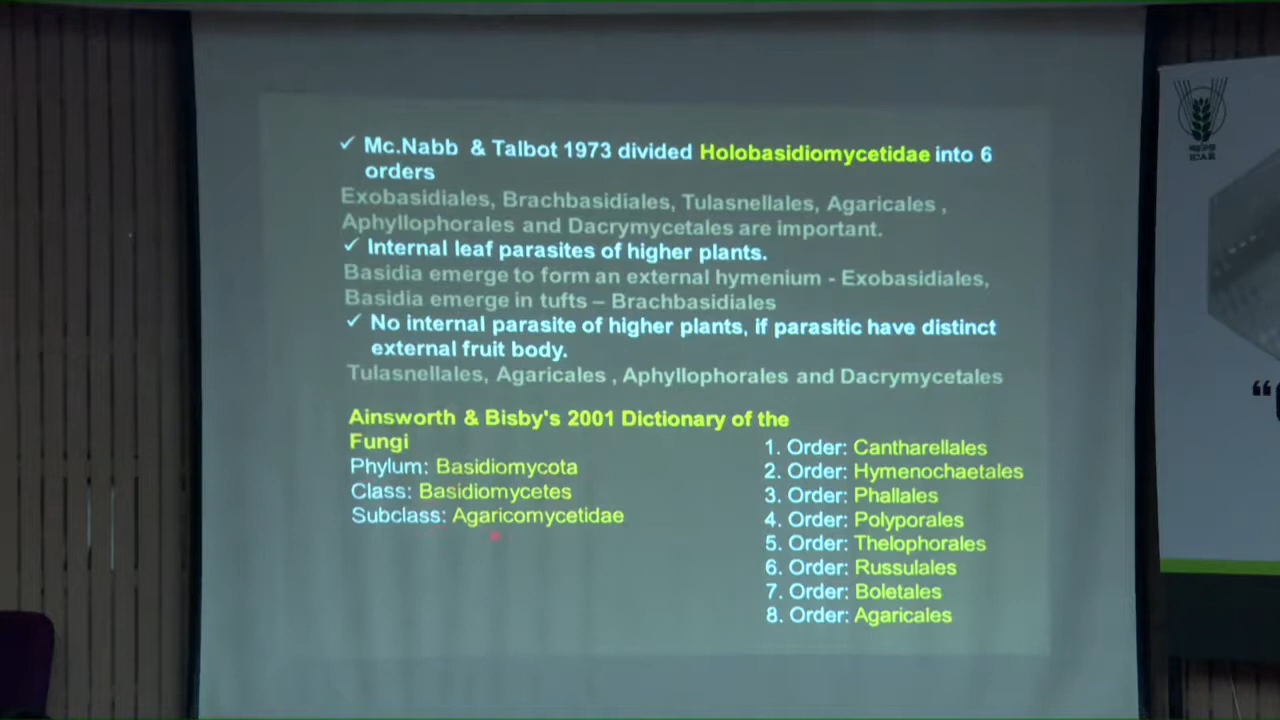 ✓ Mc.Nabb & Talbot 1973 divided Holobasidiomycetidae into 6
orders
Exobasidiales, Brachbasidiales, Tulasnellales, Agaricales ,
Aphyllophorales and Dacrymycetales are important.
✓ Internal leaf parasites of higher plants.
Basidia emerge to form an external hymenium - Exobasidiales,
Basidia emerge in tufts – Brachbasidiales
✓ No internal parasite of higher plants, if parasitic have distinct
external fruit body.
Tulasnellales, Agaricales , Aphyllophorales and Dacrymycetales
Ainsworth & Bisby's 2001 Dictionary of the
Fungi
Phylum: Basidiomycota
Class: Basidiomycetes
Subclass: Agaricomycetidae
1. Order: Cantharellales
2. Order: Hymenochaetales
3. Order: Phallales
4. Order: Polyporales
5. Order: Thelophorales
6. Order: Russulales
7. Order: Boletales
8. Order: Agaricales
ICAR